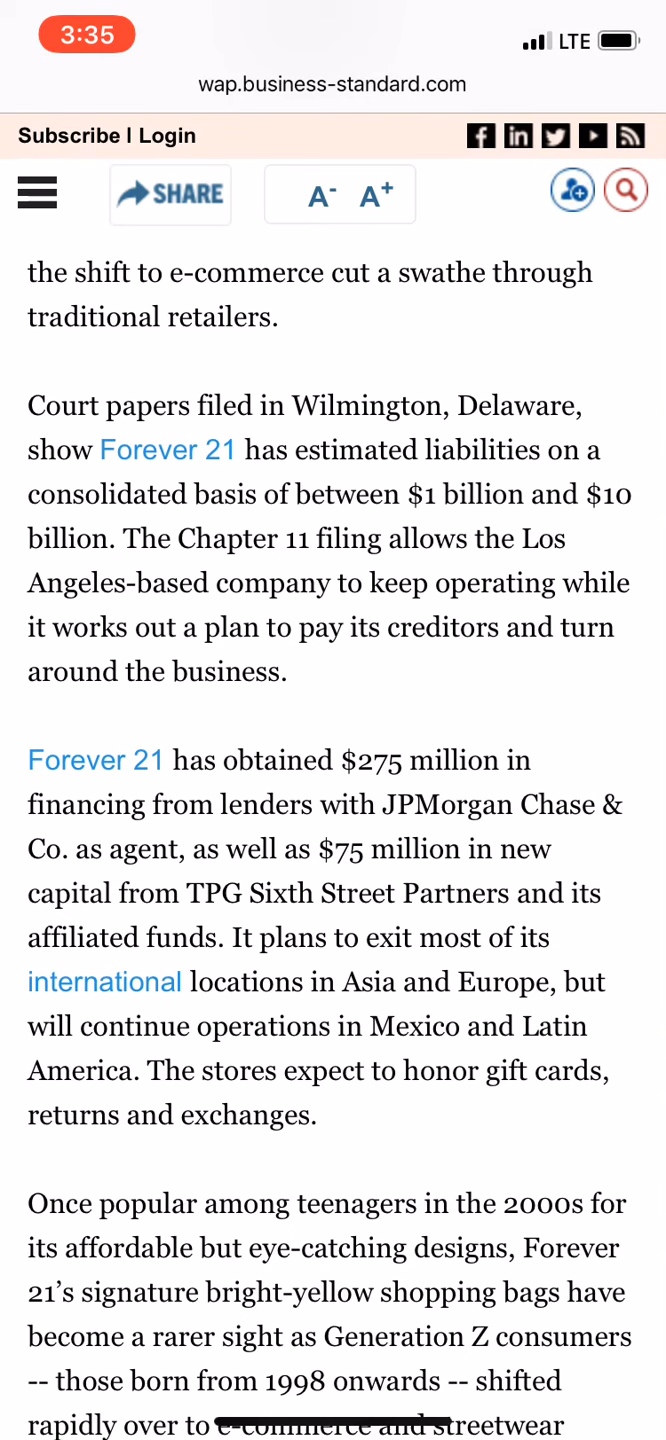 3:35
LTE
wap.business-standard.com
Subscribe | Login
SHARE
A- A+
the shift to e-commerce cut a swathe through
traditional retailers.
Court papers filed in Wilmington, Delaware,
show Forever 21 has estimated liabilities on a
consolidated basis of between $1 billion and $10
billion. The Chapter 11 filing allows the Los
Angeles-based company to keep operating while
it works out a plan to pay its creditors and turn
around the business.
Forever 21 has obtained $275 million in
financing from lenders with JPMorgan Chase &
Co. as agent, as well as $75 million in new
capital from TPG Sixth Street Partners and its
affiliated funds. It plans to exit most of its
international locations in Asia and Europe, but
will continue operations in Mexico and Latin
America. The stores expect to honor gift cards,
returns and exchanges.
Once popular among teenagers in the 2000s for
its affordable but eye-catching designs, Forever
21’s signature bright-yellow shopping bags have
become a rarer sight as Generation Z consumers
-- those born from 1998 onwards -- shifted
rapidly over to e-commerce and streetwear